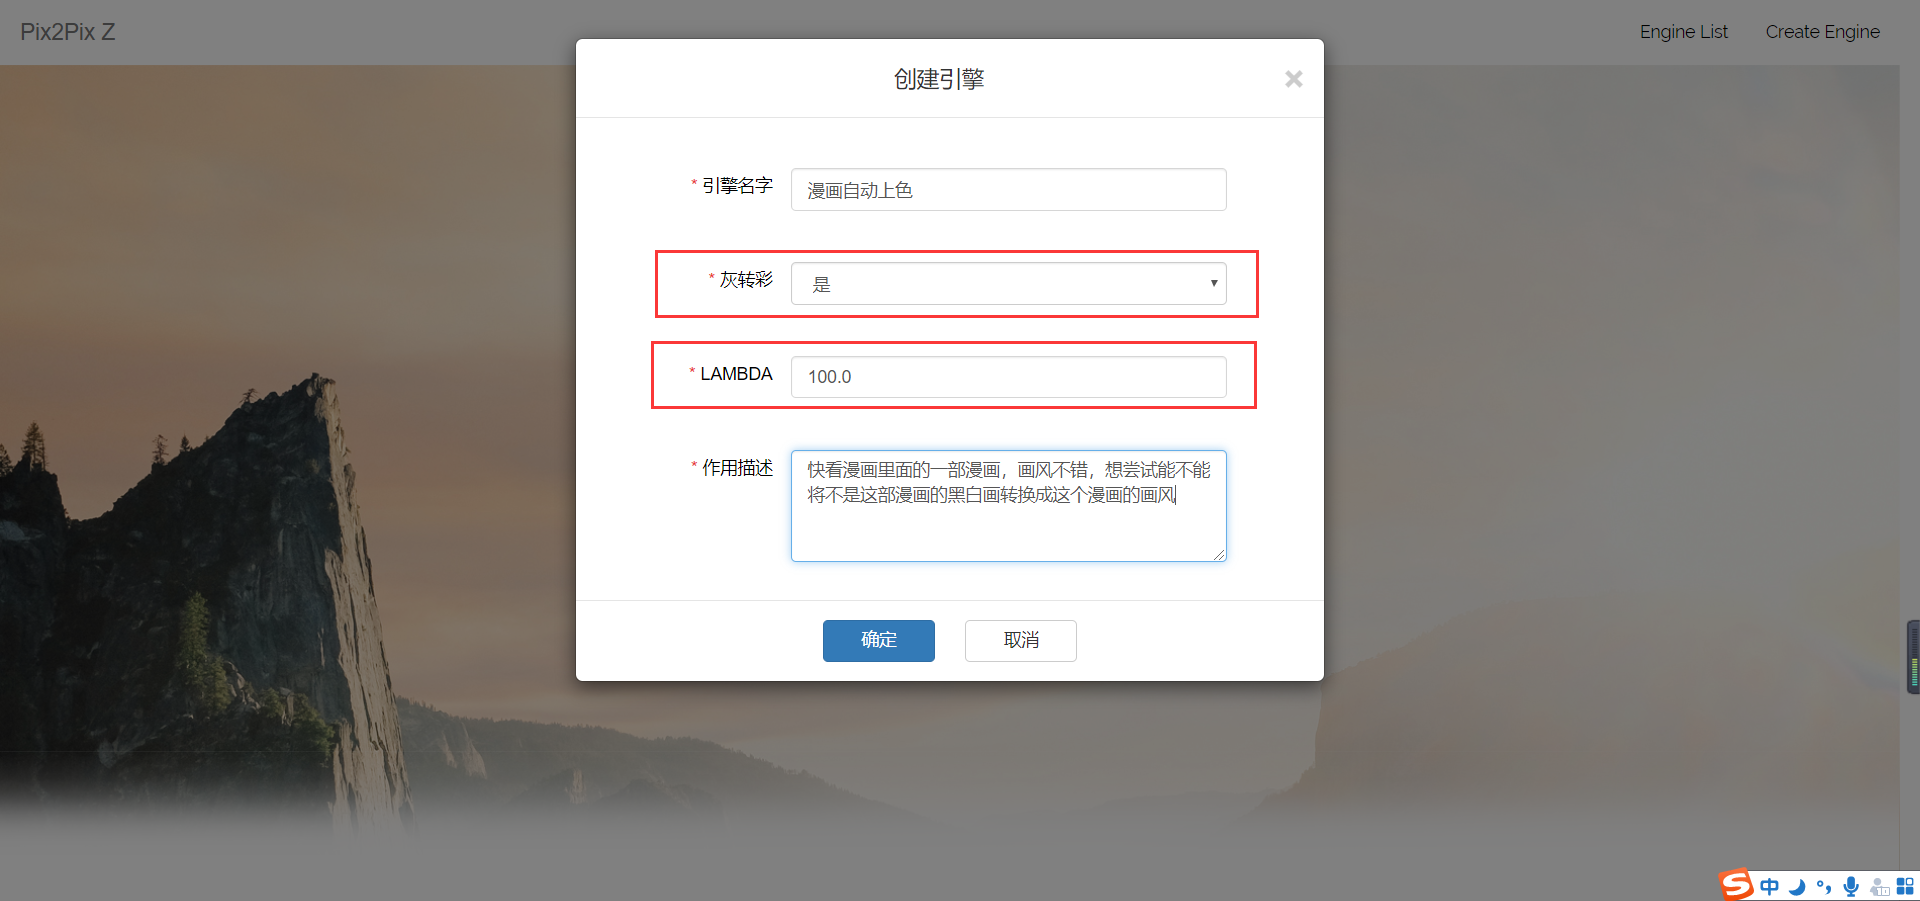 Pix2Pix Z
Engine List
Create Engine
创建引擎
×
* 引擎名字
漫画自动上色
* 灰转彩
是
* LAMBDA
100.0
* 作用描述
快看漫画里面的一部漫画，画风不错，想尝试能不能
将不是这部漫画的黑白画转换成这个漫画的画风
确定
取消
S 中